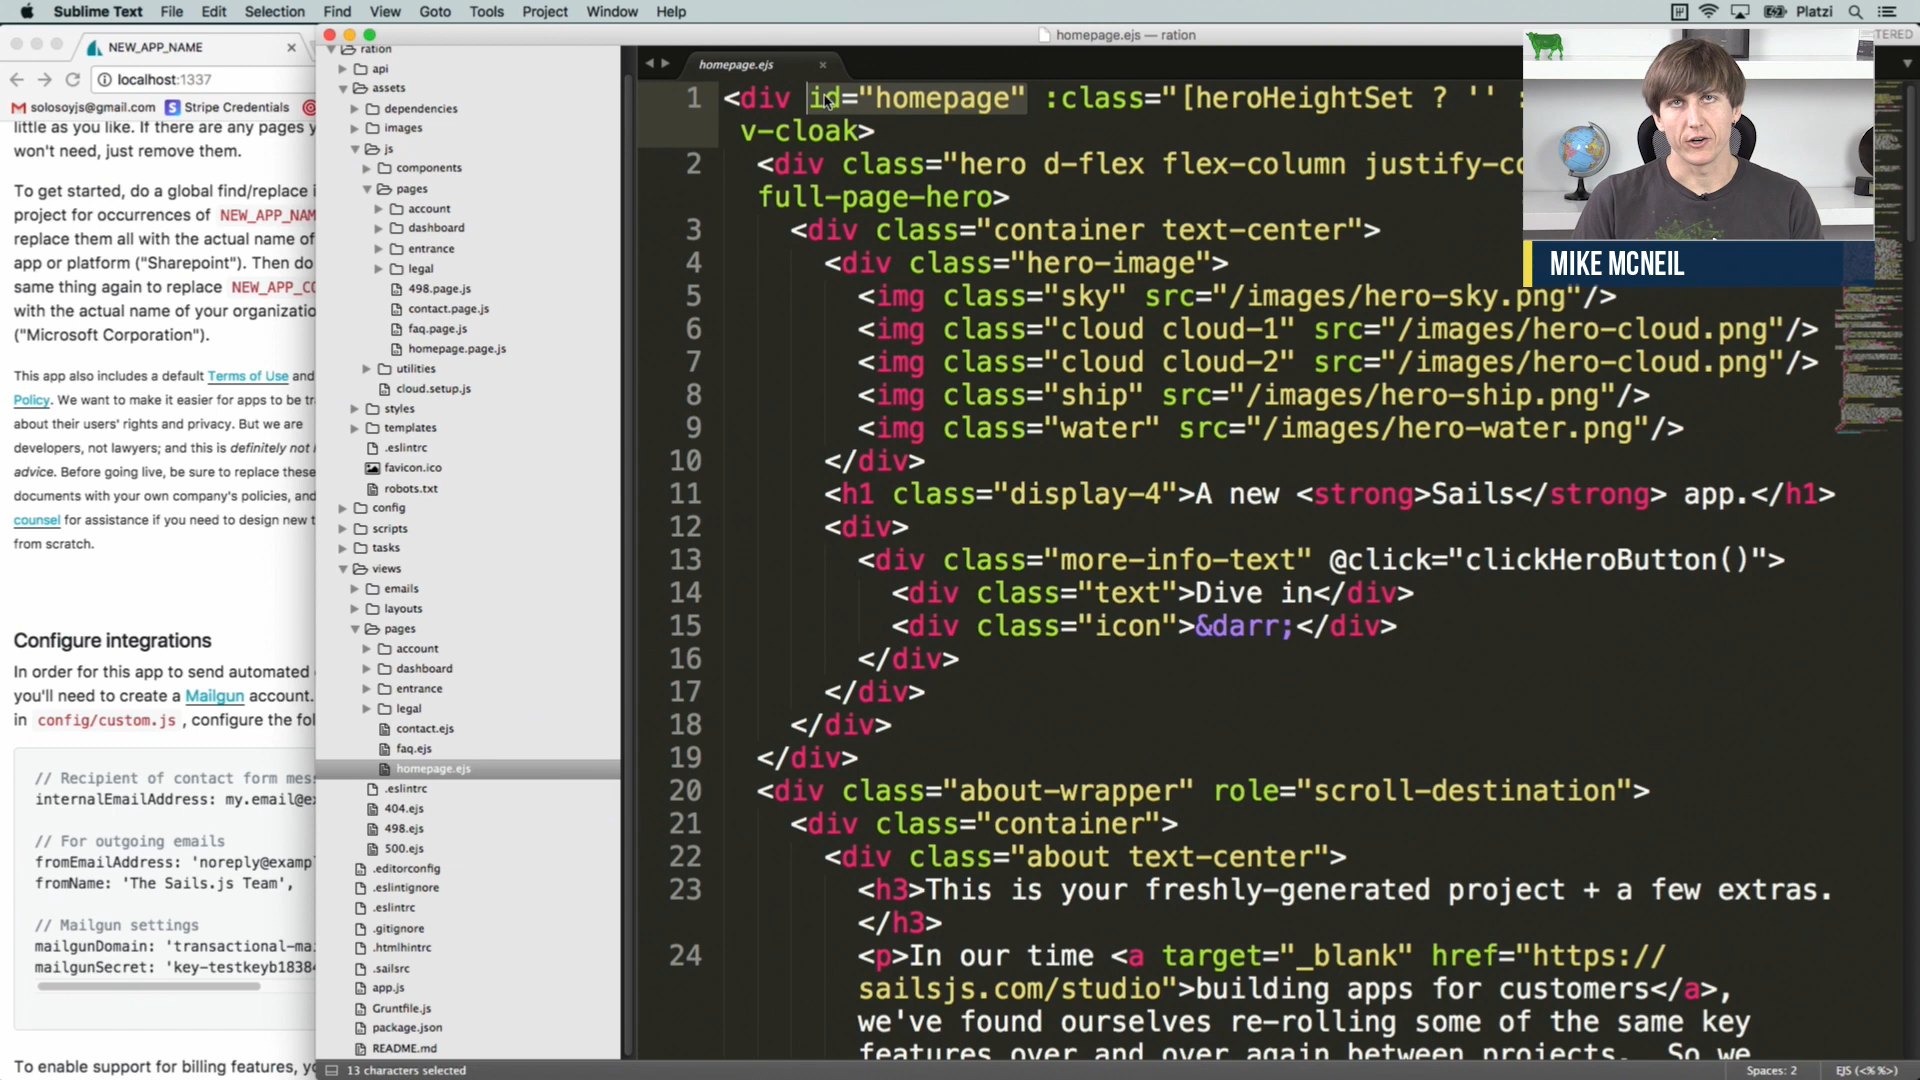 Sublime Text File Edit Selection Find View Goto Tools Project Window Help Platzi
NEW_APP_NAME
localhost:1337
solosoyjs@gmail.com Stripe Credentials
little as you like. If there are any pages y
won't need, just remove them.
To get started, do a global find/replace i
project for occurrences of NEW_APP_NAM
replace them all with the actual name of
app or platform ("Sharepoint"). Then do
same thing again to replace NEW_APP_CO
with the actual name of your organizatio
("Microsoft Corporation").
This app also includes a default Terms of Use and
Policy. We want to make it easier for apps to be tr
about their users' rights and privacy. But we are
developers, not lawyers; and this is definitely not l
advice. Before going live, be sure to replace these
documents with your own company's policies, and
counsel for assistance if you need to design new t
from scratch.
Configure integrations
In order for this app to send automated
you'll need to create a Mailgun account.
in config/custom.js , configure the fol
// Recipient of contact form mess
internalEmailAddress: my.email@ex
// For outgoing emails
fromEmailAddress: 'noreply@examp
fromName: 'The Sails.js Team',
// Mailgun settings
mailgunDomain: 'transactional-mai
mailgunSecret: 'key-testkeyb18384
To enable support for billing features, yo
homepage.ejs — ration
TERED
ration
api
assets
dependencies
images
js
components
pages
account
dashboard
entrance
legal
498.page.js
contact.page.js
faq.page.js
homepage.page.js
utilities
cloud.setup.js
styles
templates
.eslintrc
favicon.ico
robots.txt
config
scripts
tasks
views
emails
layouts
pages
account
dashboard
entrance
legal
contact.ejs
faq.ejs
homepage.ejs
.eslintrc
404.ejs
498.ejs
500.ejs
.editorconfig
.eslintignore
.eslintrc
.gitignore
.htmlhintrc
.sailsrc
app.js
Gruntfile.js
package.json
README.md
homepage.ejs
1 <div id="homepage" :class="[heroHeightSet ? '' :
v-cloak>
2 <div class="hero d-flex flex-column justify-co
full-page-hero>
3 <div class="container text-center">
4 <div class="hero-image">
5 <img class="sky" src="/images/hero-sky.png"/>
6 <img class="cloud cloud-1" src="/images/hero-cloud.png"/>
7 <img class="cloud cloud-2" src="/images/hero-cloud.png"/>
8 <img class="ship" src="/images/hero-ship.png"/>
9 <img class="water" src="/images/hero-water.png"/>
10 </div>
11 <h1 class="display-4">A new <strong>Sails</strong> app.</h1>
12 <div>
13 <div class="more-info-text" @click="clickHeroButton()">
14 <div class="text">Dive in</div>
15 <div class="icon">&darr;</div>
16 </div>
17 </div>
18 </div>
19 </div>
20 <div class="about-wrapper" role="scroll-destination">
21 <div class="container">
22 <div class="about text-center">
23 <h3>This is your freshly-generated project + a few extras.
</h3>
24 <p>In our time <a target="_blank" href="https://
sailsjs.com/studio">building apps for customers</a>,
we've found ourselves re-rolling some of the same key
features over and over again between projects. So we
MIKE MCNEIL
13 characters selected
Spaces: 2
EJS (<% %>)